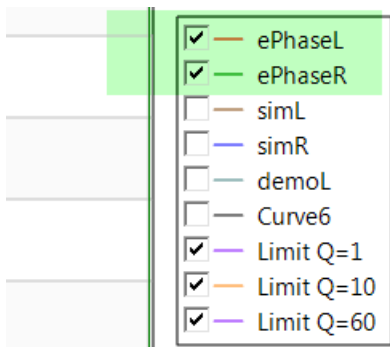 ePhaseL
ePhaseR
simL
simR
demoL
Curve6
Limit Q=1
Limit Q=10
Limit Q=60